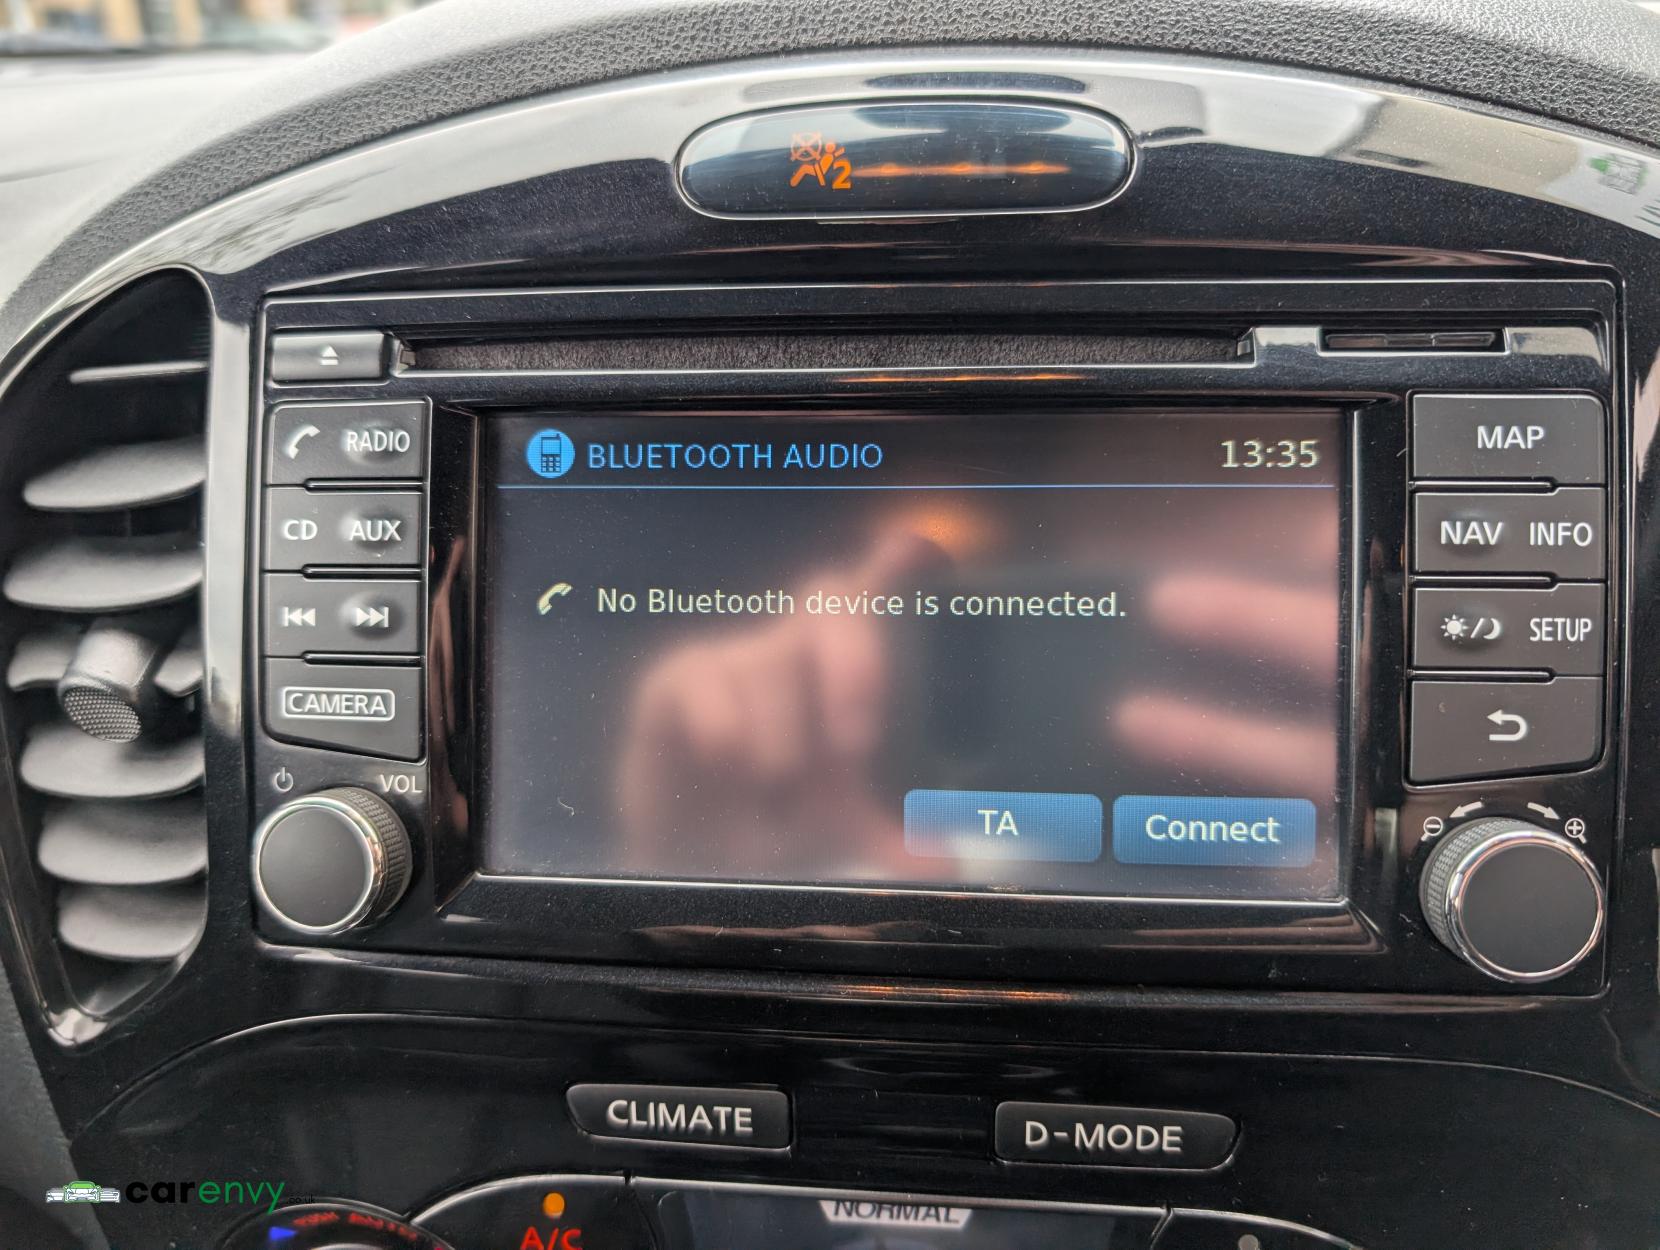 2
BLUETOOTH AUDIO 13:35
No Bluetooth device is connected.
TA Connect
RADIO
CD AUX
CAMERA
VOL
MAP
NAV INFO
SETUP
CLIMATE D-MODE
NORMAL
A/C
carenvy.co.uk